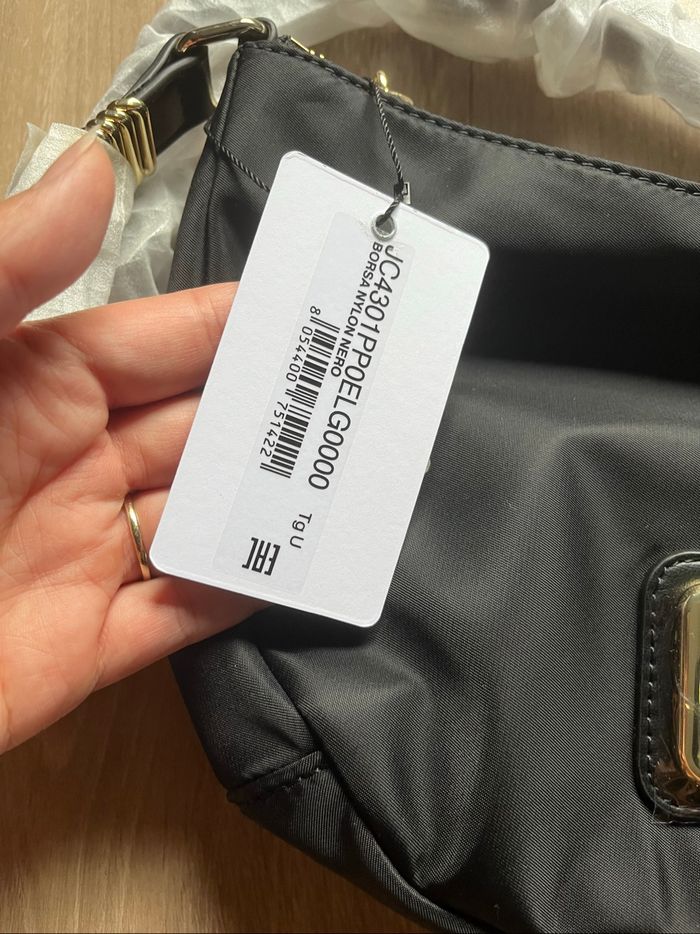 JC4301PP0ELG0000
BORSA NYLON NERO
8 054400 751422
Tg U
EAC